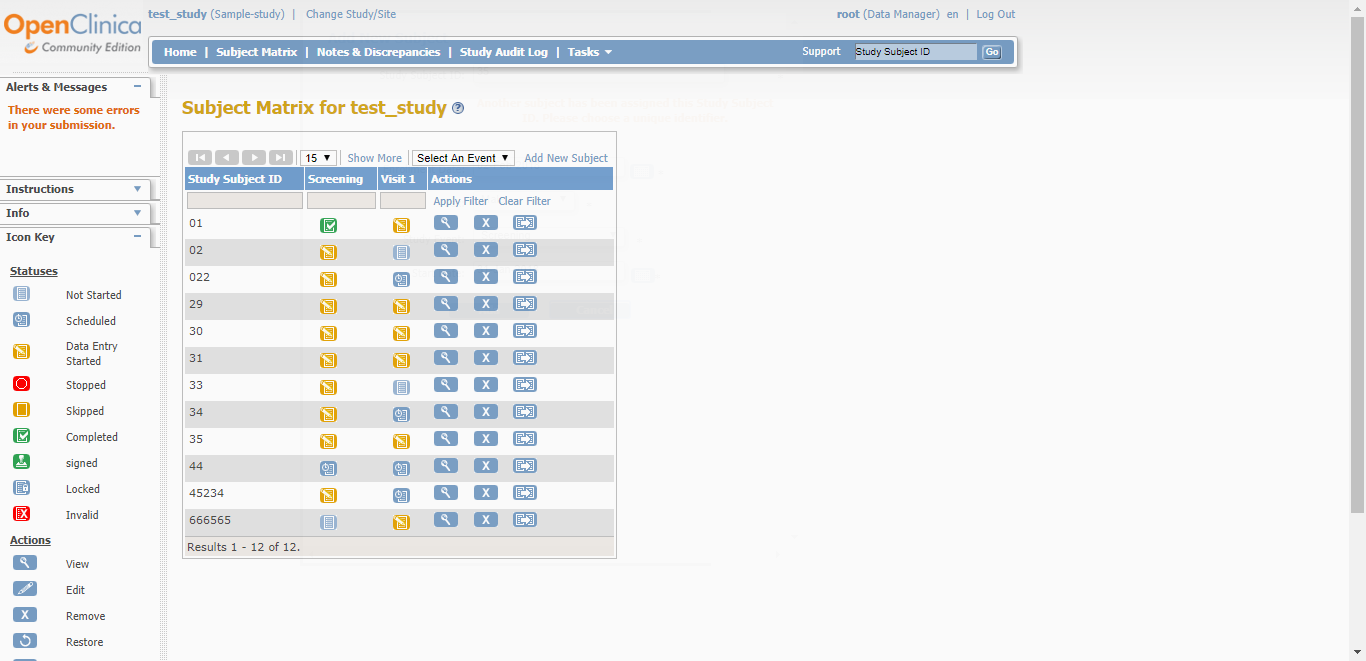 test_study (Sample-study) | Change Study/Site
root (Data Manager) en | Log Out
OpenClinica
Community Edition
Home | Subject Matrix | Notes & Discrepancies | Study Audit Log | Tasks
Support Study Subject ID Go
Alerts & Messages
There were some errors
in your submission.
Instructions
Info
Icon Key
Statuses
Not Started
Scheduled
Data Entry
Started
Stopped
Skipped
Completed
signed
Locked
Invalid
Actions
View
Edit
X Remove
Restore
Subject Matrix for test_study ?
15 Show More Select An Event Add New Subject
Study Subject ID Screening Visit 1 Actions
Apply Filter Clear Filter
01 X
02 X
022 X
29 X
30 X
31 X
33 X
34 X
35 X
44 X
45234 X
666565 X
Results 1 - 12 of 12.